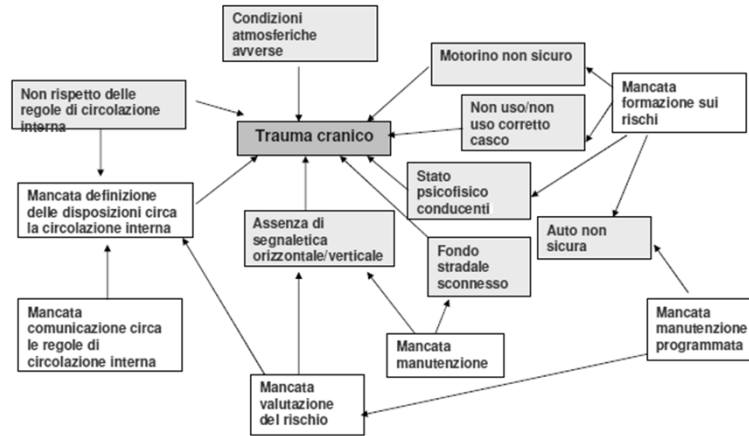 Condizioni
atmosferiche
avverse
Motorino non sicuro
Non rispetto delle
regole di circolazione
interna
Mancata
formazione sui
rischi
Non uso/non
uso corretto
casco
Trauma cranico
Stato
psicofisico
conducenti
Mancata definizione
delle disposizioni circa
la circolazione interna
Assenza di
segnaletica
orizzontale/verticale
Auto non
sicura
Fondo
stradale
sconnesso
Mancata
comunicazione circa
le regole di
circolazione interna
Mancata
manutenzione
Mancata
manutenzione
programmata
Mancata
valutazione
del rischio